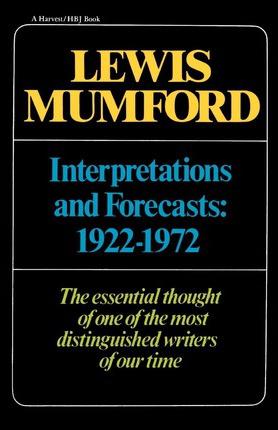 A Harvest/HBJ Book
LEWIS
MUMFORD
Interpretations
and Forecasts:
1922-1972
The essential thought
of one of the most
distinguished writers
of our time